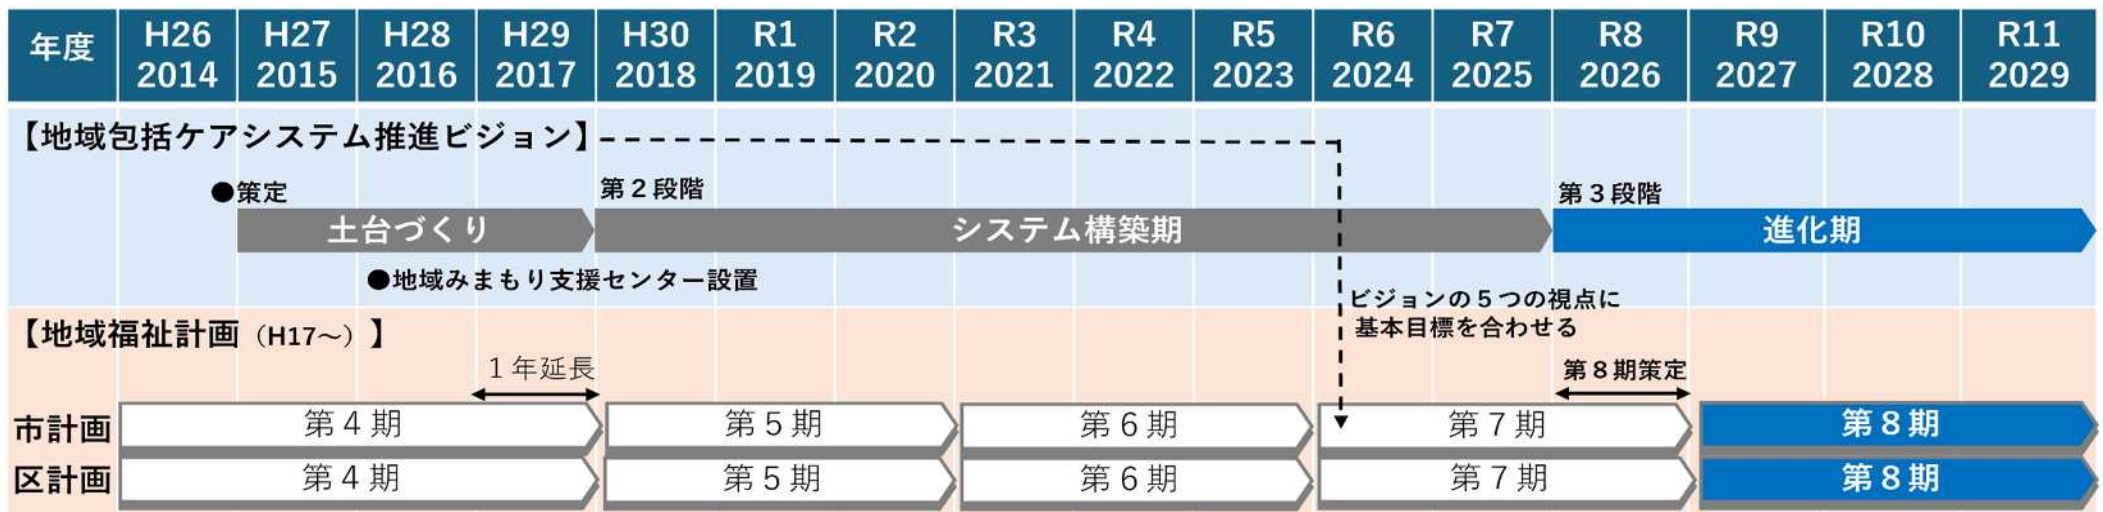 年度 H26 H27 H28 H29 H30 R1 R2 R3 R4 R5 R6 R7 R8 R9 R10 R11
2014 2015 2016 2017 2018 2019 2020 2021 2022 2023 2024 2025 2026 2027 2028 2029
【地域包括ケアシステム推進ビジョン】
●策定 第2段階 第3段階
土台づくり システム構築期 進化期
●地域みまもり支援センター設置
ビジョンの5つの視点に
基本目標を合わせる
【地域福祉計画（H17～）】
1年延長 第8期策定
市計画 第4期 第5期 第6期 第7期 第8期
区計画 第4期 第5期 第6期 第7期 第8期